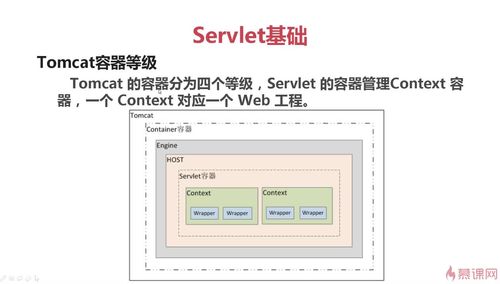 Servlet基础
Tomcat容器等级
Tomcat 的容器分为四个等级，Servlet 的容器管理Context 容
器，一个 Context 对应一个 Web 工程。
Tomcat
Container容器
Engine
HOST
Servlet容器
Context Context
Wrapper Wrapper Wrapper Wrapper
慕课网